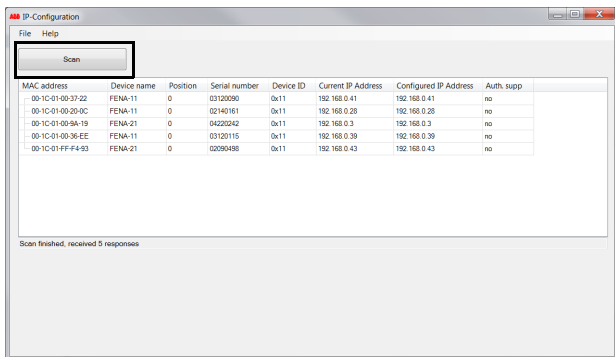 ABB IP-Configuration
File Help
Scan
MAC address Device name Position Serial number Device ID Current IP Address Configured IP Address Auth. supp
00-1C-01-00-37-22 FENA-11 0 03120090 0x11 192.168.0.41 192.168.0.41 no
00-1C-01-00-20-0C FENA-11 0 02140161 0x11 192.168.0.28 192.168.0.28 no
00-1C-01-00-9A-19 FENA-21 0 04220242 0x11 192.168.0.3 192.168.0.3 no
00-1C-01-00-36-EE FENA-11 0 03120115 0x11 192.168.0.39 192.168.0.39 no
00-1C-01-FF-F4-93 FENA-21 0 02090498 0x11 192.168.0.43 192.168.0.43 no
Scan finished, received 5 responses